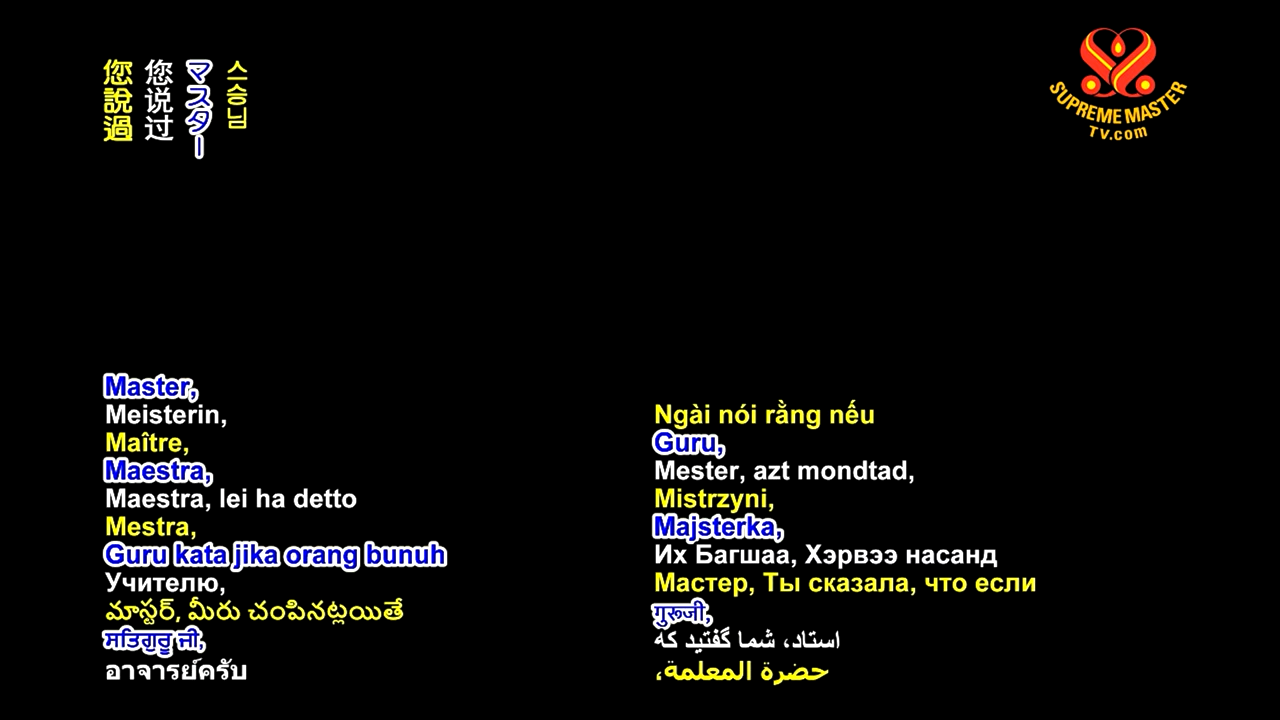 您說過
您说过
マスター
스승님
SUPREME MASTER
TV.com
Master,
Meisterin,
Maître,
Maestra,
Maestra, lei ha detto
Mestra,
Guru kata jika orang bunuh
Учителю,
మాస్టర్, మీరు చంపినట్లయితే
ਸਤਿਗੁਰੂ ਜੀ,
อาจารย์ครับ
Ngài nói rằng nếu
Guru,
Mester, azt mondtad,
Mistrzyni,
Majsterka,
Их Багшаа, Хэрвээ насанд
Мастер, Ты сказала, что если
गुरूजी,
استاد، شما گفتید که
حضرة المعلمة،